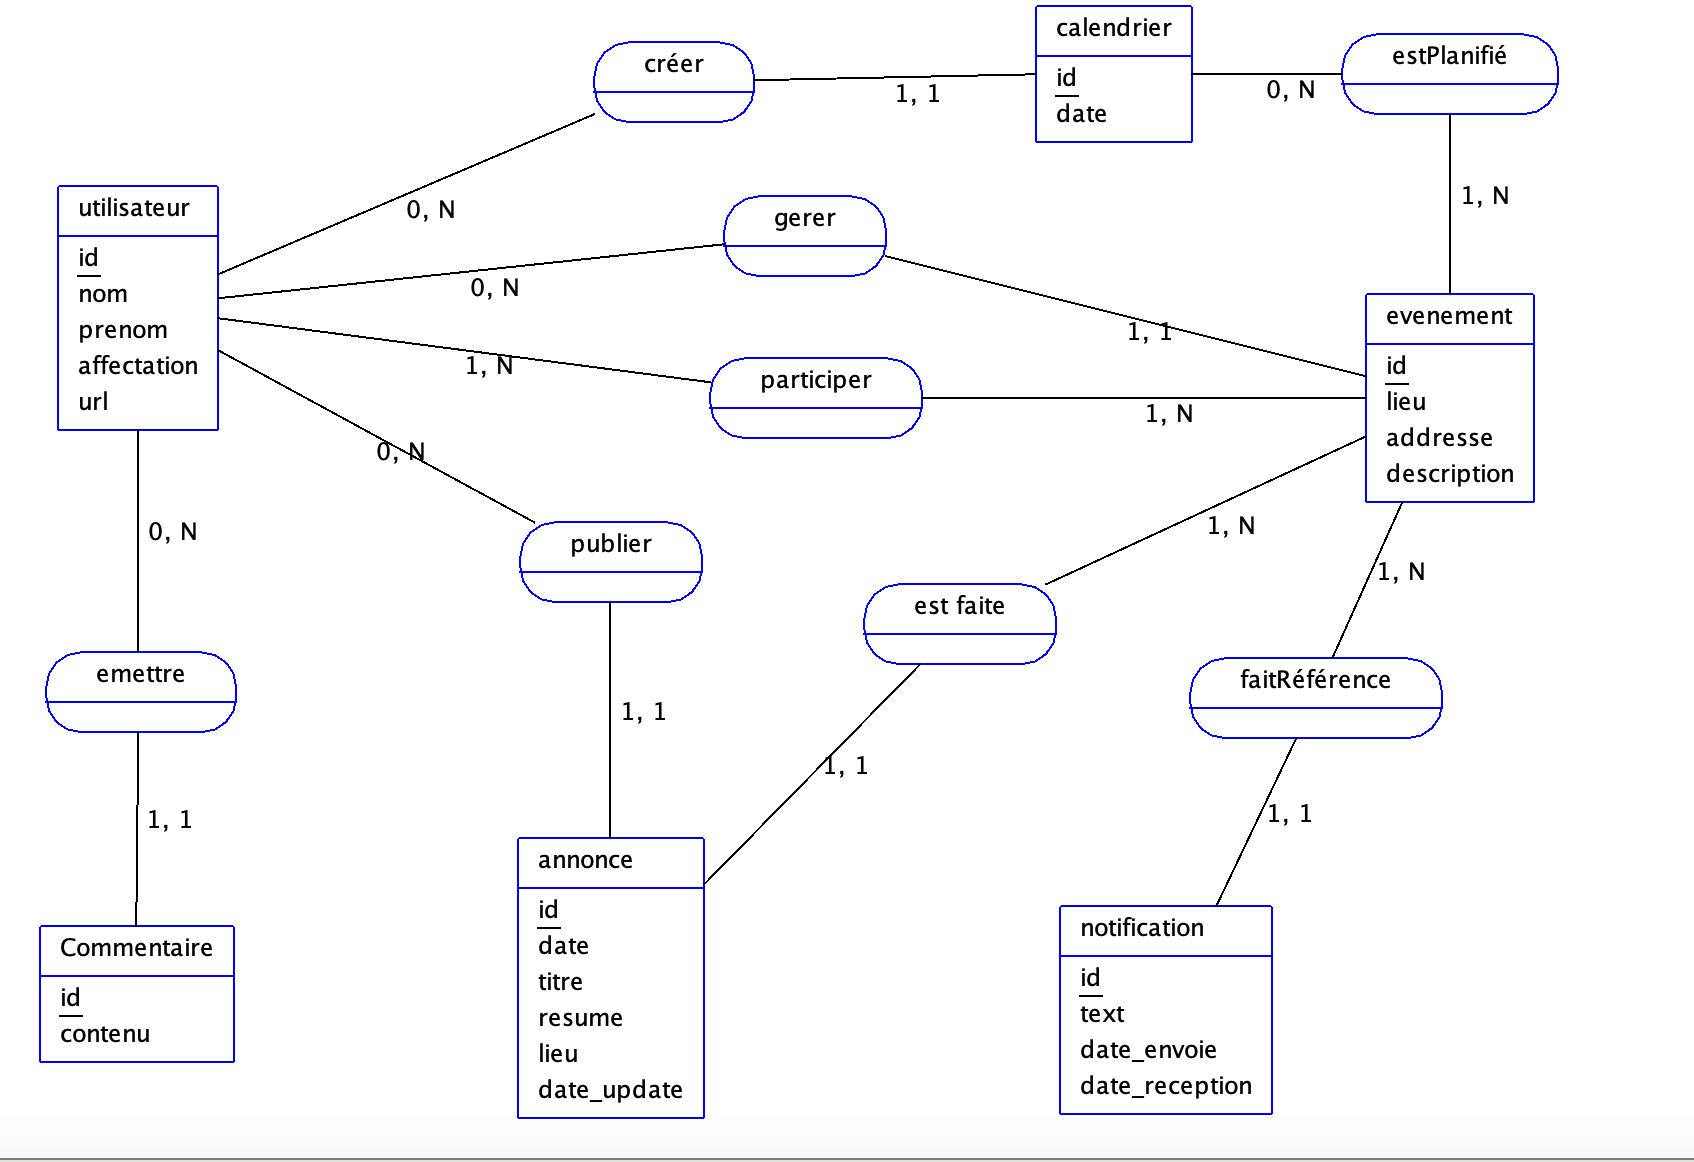 calendrier
id
date
créer
1, 1
0, N
estPlanifié
0, N
1, N
utilisateur
id
nom
prenom
affectation
url
gerer
0, N
1, 1
participer
1, N
1, N
evenement
id
lieu
addresse
description
0, N
publier
1, 1
0, N
emettre
1, 1
est faite
1, N
1, 1
1, N
faitRéférence
1, 1
Commentaire
id
contenu
annonce
id
date
titre
resume
lieu
date_update
notification
id
text
date_envoie
date_reception